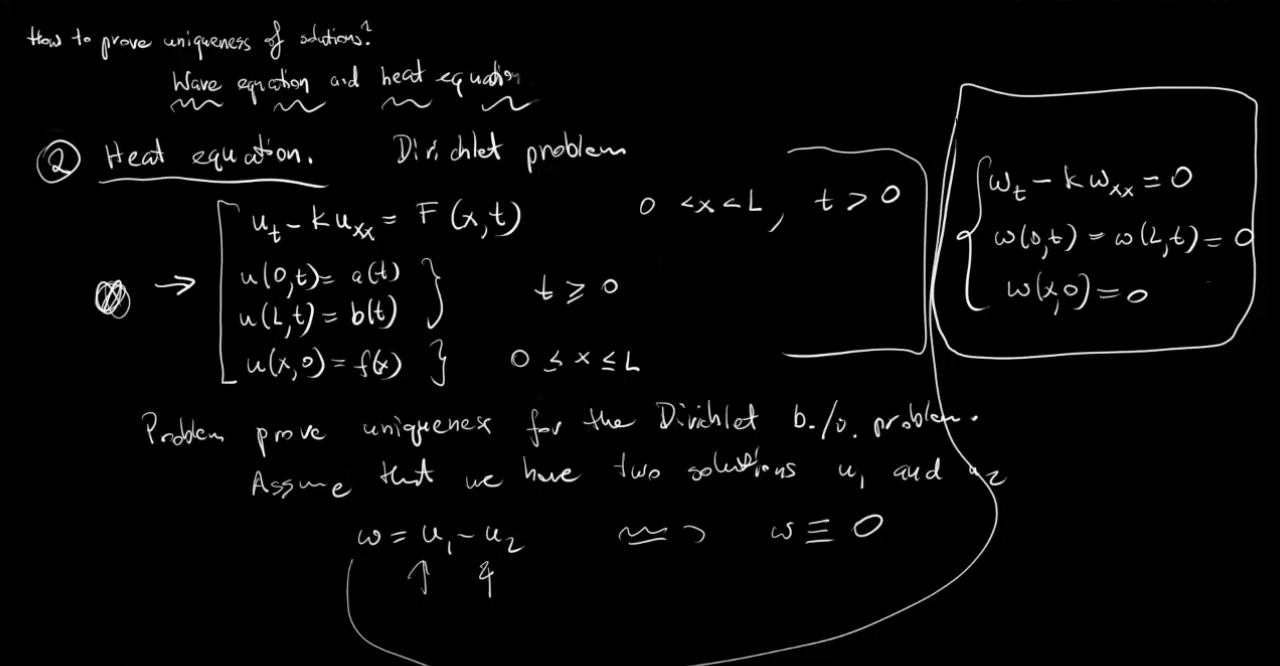 How to prove uniqueness of solutions?
Wave equation and heat equation
② Heat equation. Dirichlet problem
u_t - k u_xx = F(x,t) 0 < x < L, t > 0
u(0,t) = a(t)
u(L,t) = b(t) t ≥ 0
u(x,0) = f(x) 0 ≤ x ≤ L
w_t - k w_xx = 0
w(0,t) = w(L,t) = 0
w(x,0) = 0
Problem prove uniqueness for the Dirichlet b./v. problem.
Assume that we have two solutions u_1 and u_2
w = u_1 - u_2 w ≡ 0